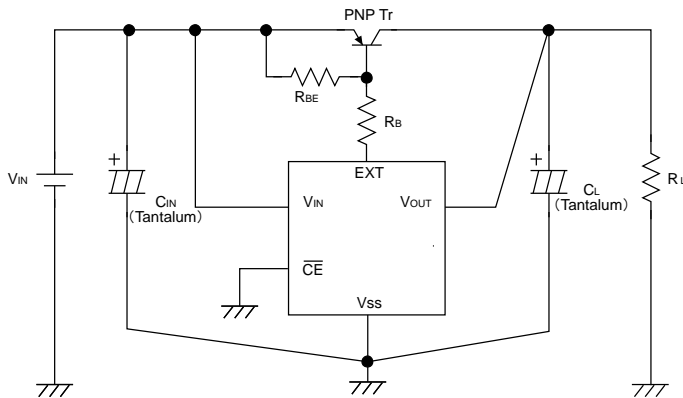 PNP Tr
RBE
RB
EXT
VIN
+
CIN
(Tantalum)
VIN
VOUT
+
CL
(Tantalum)
RL
CE
Vss